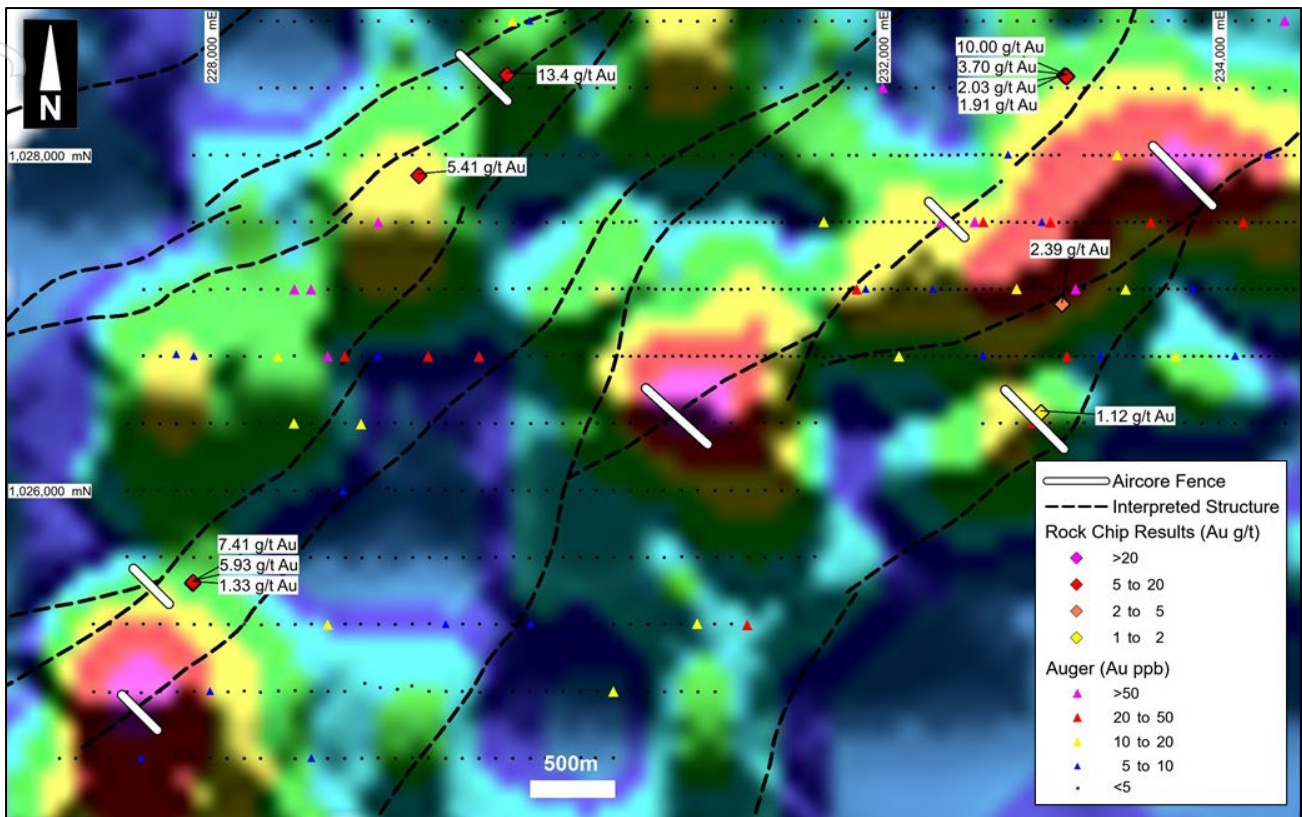 N
228,000 mE
232,000 mE
234,000 mE
13.4 g/t Au
10.00 g/t Au
3.70 g/t Au
2.03 g/t Au
1.91 g/t Au
1,028,000 mN
5.41 g/t Au
2.39 g/t Au
1.12 g/t Au
1,026,000 mN
7.41 g/t Au
5.93 g/t Au
1.33 g/t Au
500m
Aircore Fence
Interpreted Structure
Rock Chip Results (Au g/t)
>20
5 to 20
2 to 5
1 to 2
Auger (Au ppb)
>50
20 to 50
10 to 20
5 to 10
<5